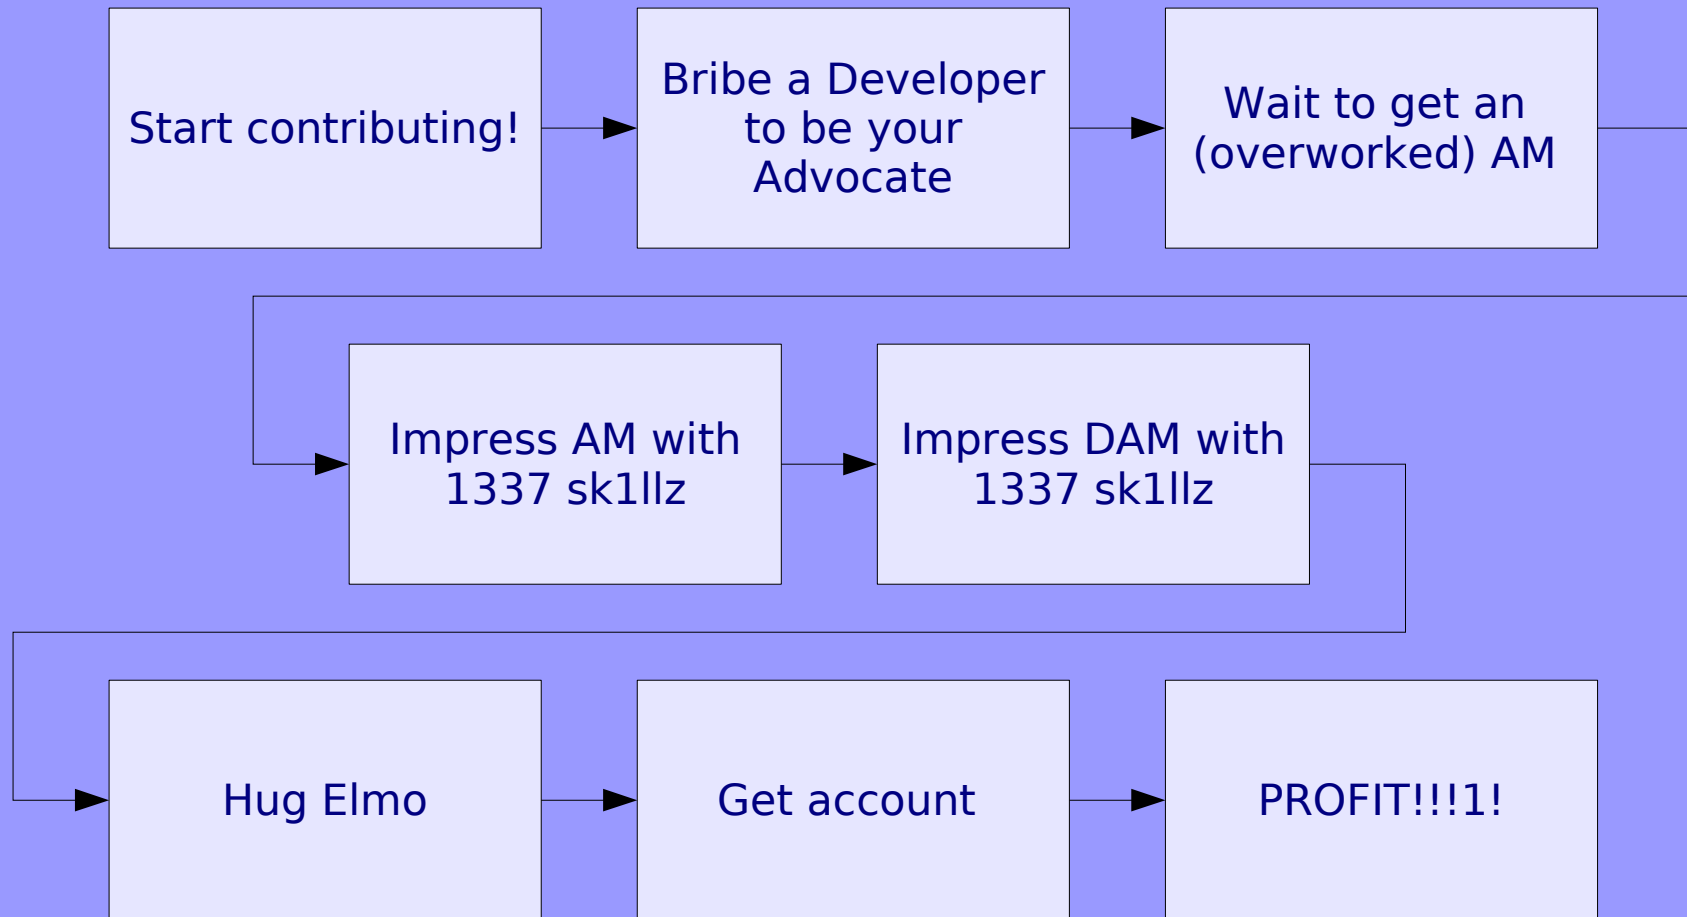 Start contributing!
Bribe a Developer
to be your
Advocate
Wait to get an
(overworked) AM
Impress AM with
1337 sk1llz
Impress DAM with
1337 sk1llz
Hug Elmo
Get account
PROFIT!!!1!